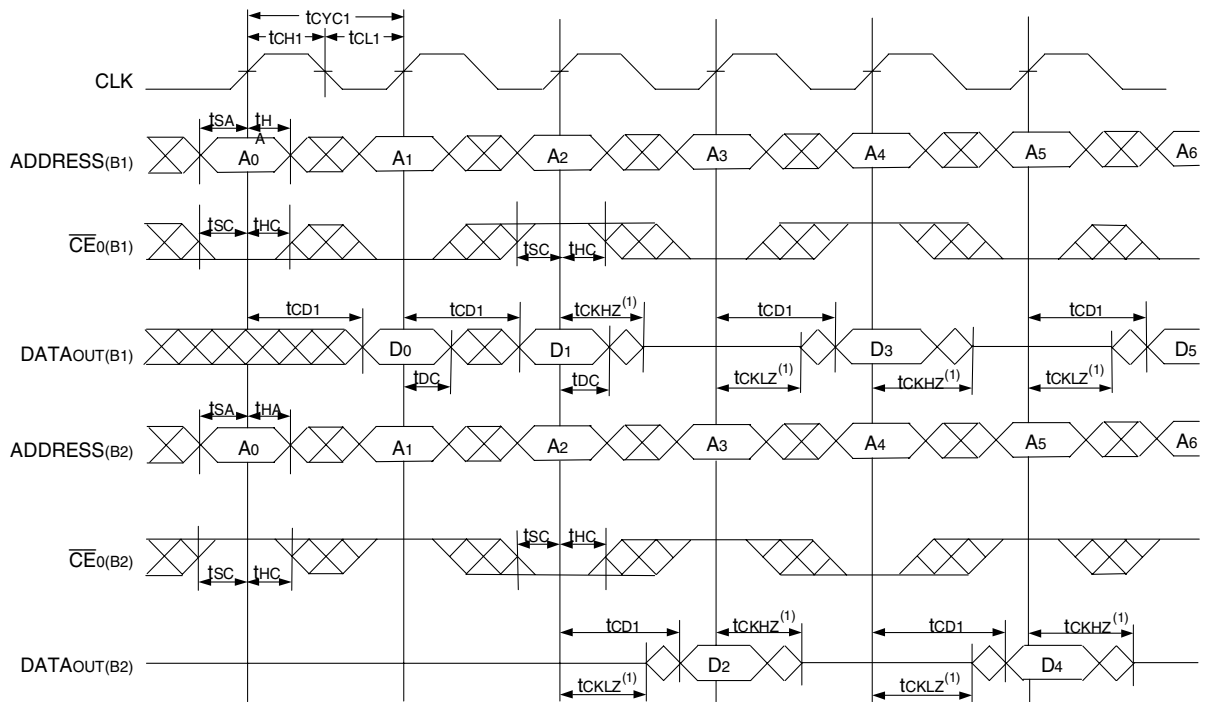 tCYC1
tCH1 tCL1
CLK
tSA tHA
ADDRESS(B1) A0 A1 A2 A3 A4 A5 A6
tSC tHC
CE0(B1)
tSC tHC
tCD1 tCD1 tCKHZ(1) tCD1 tCD1
DATAOUT(B1) D0 D1 D3 D5
tDC tDC tCKLZ(1) tCKHZ(1) tCKLZ(1)
tSA tHA
ADDRESS(B2) A0 A1 A2 A3 A4 A5 A6
tSC tHC
CE0(B2)
tSC tHC
tCD1 tCKHZ(1) tCD1 tCKHZ(1)
DATAOUT(B2) D2 D4
tCKLZ(1) tCKLZ(1)